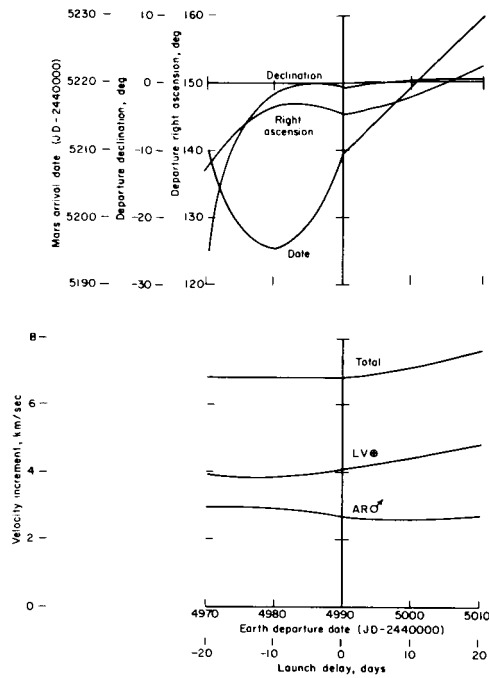 5230 —
10 —
160
5220 —
0 —
150
5210 —
-10 —
140
5200 —
-20 —
130
5190 —
-30 —
120
Mars arrival date (JD-2440000)
Departure declination, deg
Departure right ascension, deg
Declination
Right
ascension
Date
8
6
4
2
0
Velocity increment, km/sec
Total
LV⊕
AR♂
4970 4980 4990 5000 5010
Earth departure date (JD-2440000)
-20 -10 0 10 20
Launch delay, days